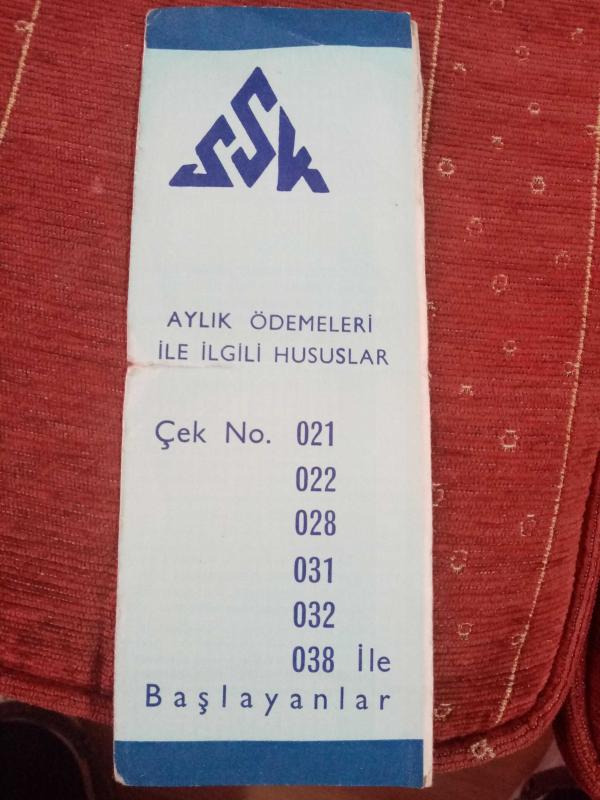 SSK
AYLIK ÖDEMELERİ
İLE İLGİLİ HUSUSLAR
Çek No. 021
022
028
031
032
038 İle
Başlayanlar